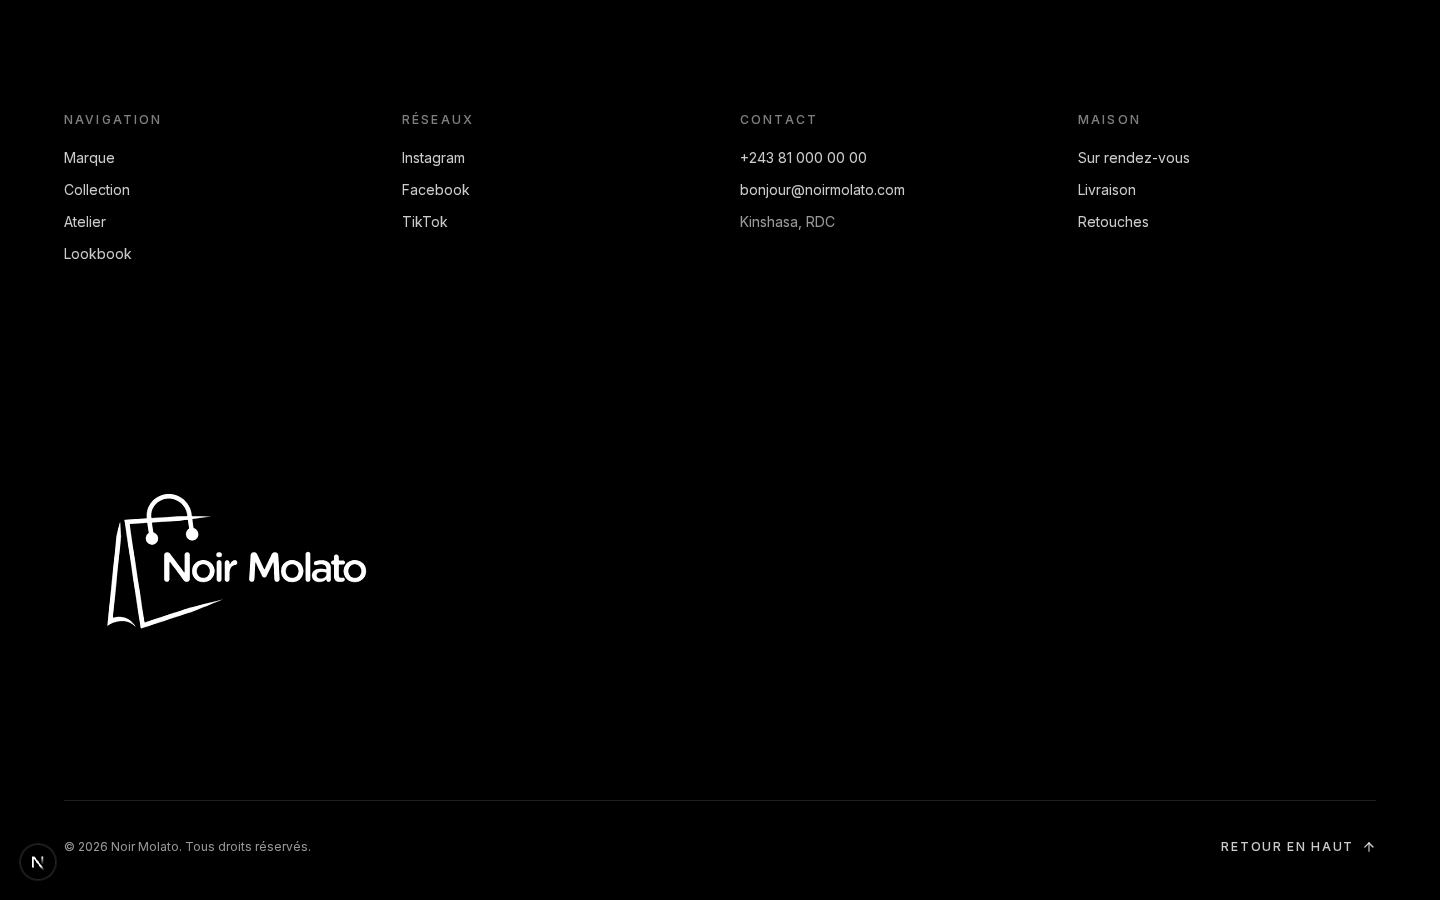 NAVIGATION
Marque
Collection
Atelier
Lookbook
RÉSEAUX
Instagram
Facebook
TikTok
CONTACT
+243 81 000 00 00
bonjour@noirmolato.com
Kinshasa, RDC
MAISON
Sur rendez-vous
Livraison
Retouches
Noir Molato
© 2026 Noir Molato. Tous droits réservés.
RETOUR EN HAUT ↑
N